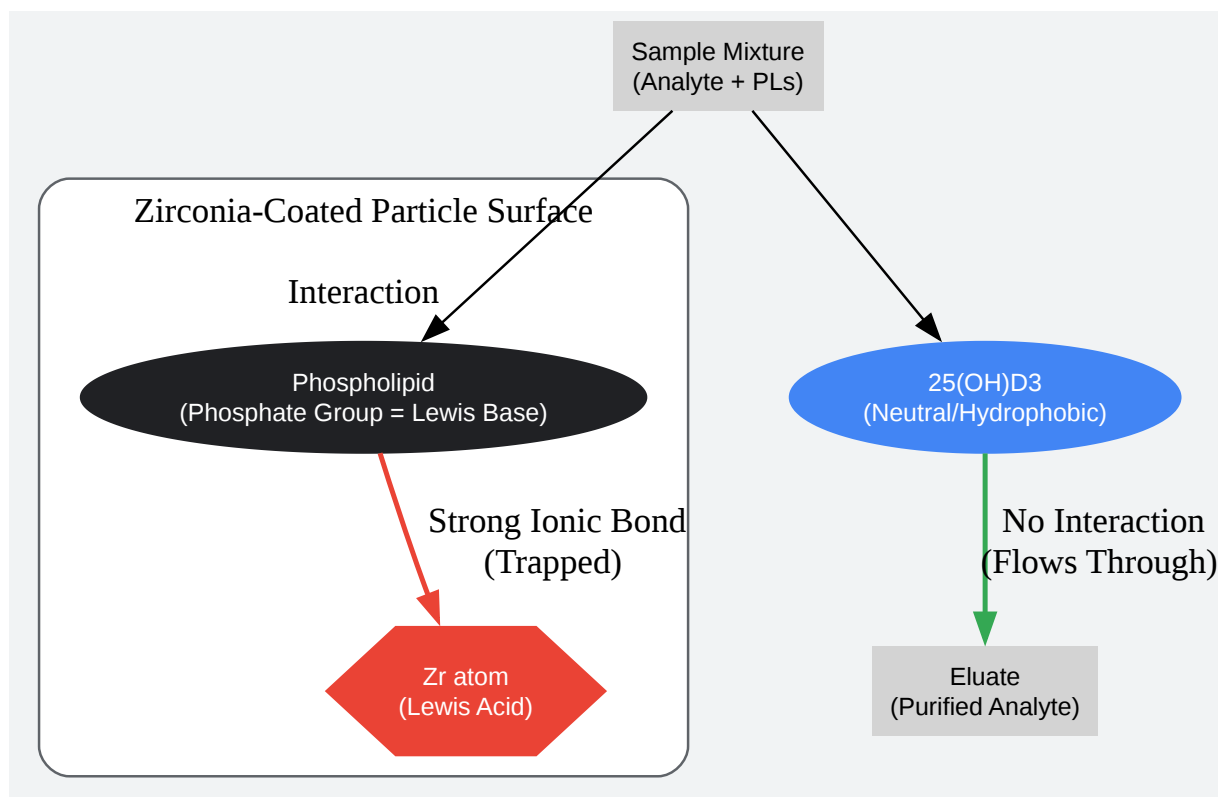 Sample Mixture
(Analyte + PLs)
Zirconia-Coated Particle Surface
Interaction
Phospholipid
(Phosphate Group = Lewis Base)
25(OH)D3
(Neutral/Hydrophobic)
Strong Ionic Bond
(Trapped)
No Interaction
(Flows Through)
Zr atom
(Lewis Acid)
Eluate
(Purified Analyte)